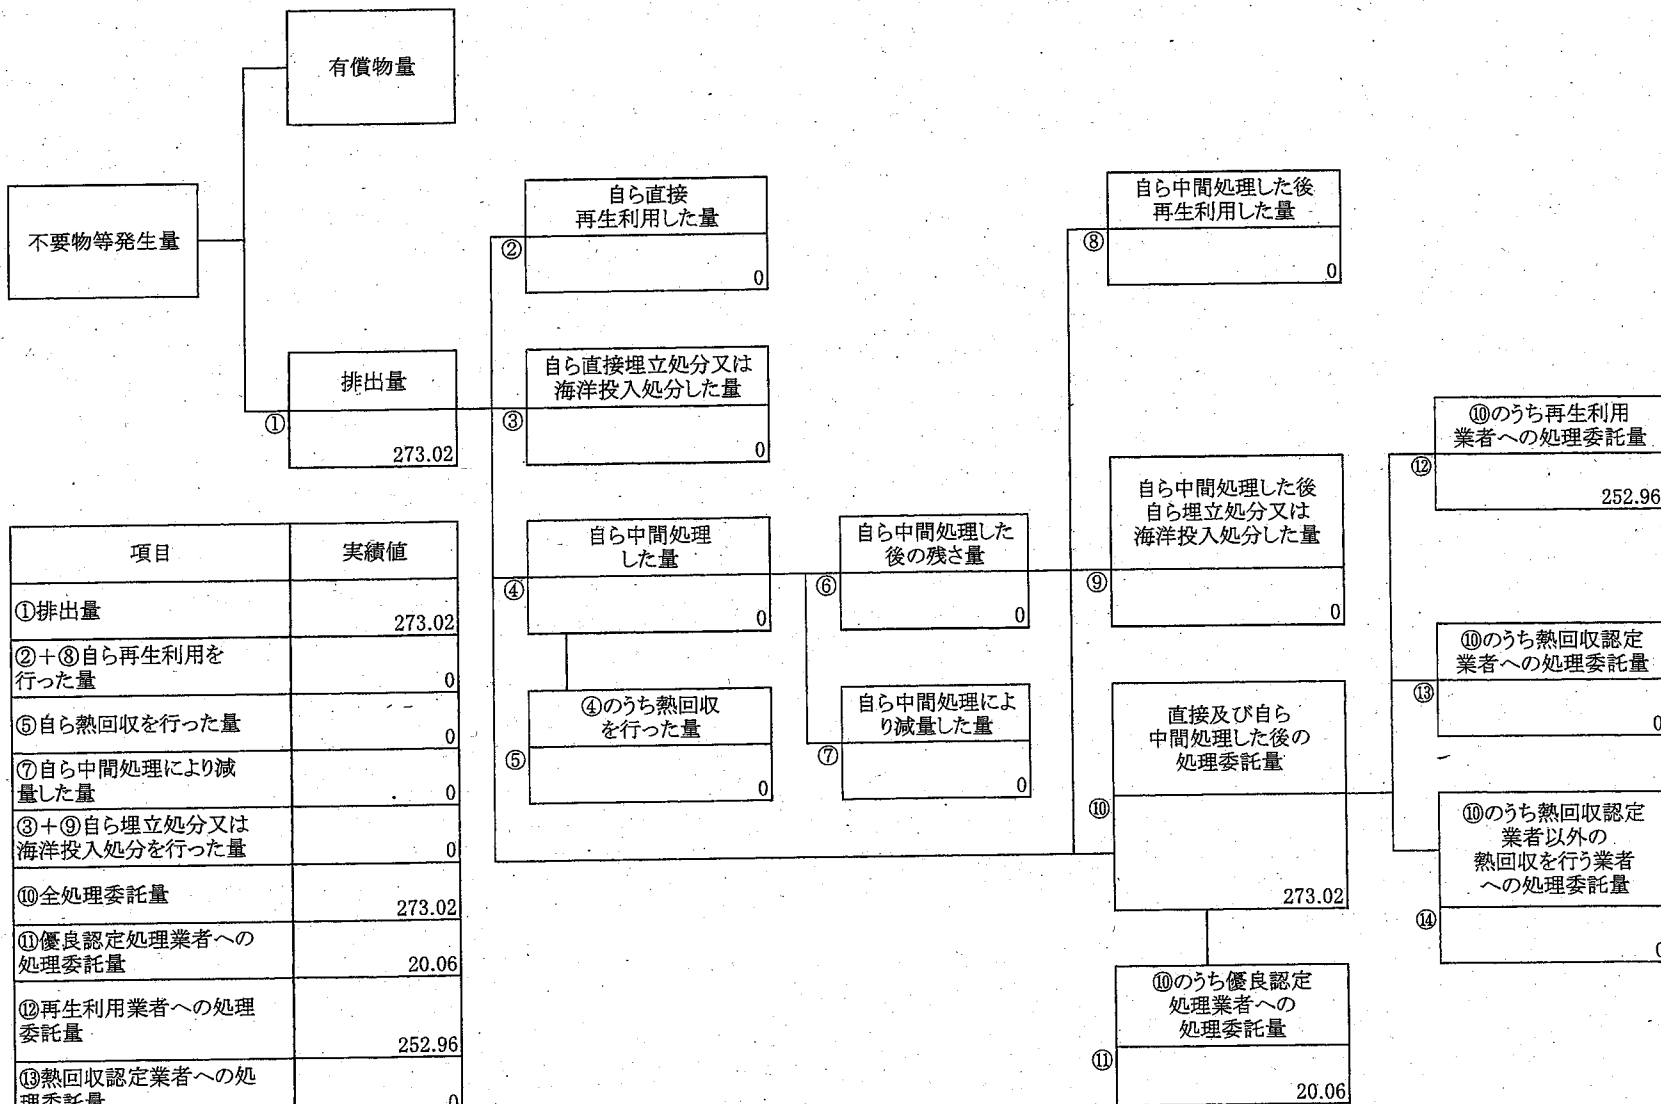 有償物量
不要物等発生量
排出量
①
273.02
自ら直接
再生利用した量
②
0
自ら直接埋立処分又は
海洋投入処分した量
③
0
自ら中間処理
した量
④
0
④のうち熱回収
を行った量
⑤
0
自ら中間処理した
後の残さ量
⑥
0
自ら中間処理によ
り減量した量
⑦
0
自ら中間処理した後
再生利用した量
⑧
0
自ら中間処理した後
自ら埋立処分又は
海洋投入処分した量
⑨
0
直接及び自ら
中間処理した後の
処理委託量
⑩
273.02
⑩のうち優良認定
処理業者への
処理委託量
⑪
20.06
⑩のうち再生利用
業者への処理委託量
⑫
252.96
⑩のうち熱回収認定
業者への処理委託量
⑬
0
⑩のうち熱回収認定
業者以外の
熱回収を行う業者
への処理委託量
⑭
0
項目 実績値
①排出量
273.02
②+⑧自ら再生利用を
行った量 0
⑤自ら熱回収を行った量
0
⑦自ら中間処理により減
量した量 0
③+⑨自ら埋立処分又は
海洋投入処分を行った量 0
⑩全処理委託量
273.02
⑪優良認定処理業者への
処理委託量 20.06
⑫再生利用業者への処理
委託量
252.96
⑬熱回収認定業者への処
理委託量 0